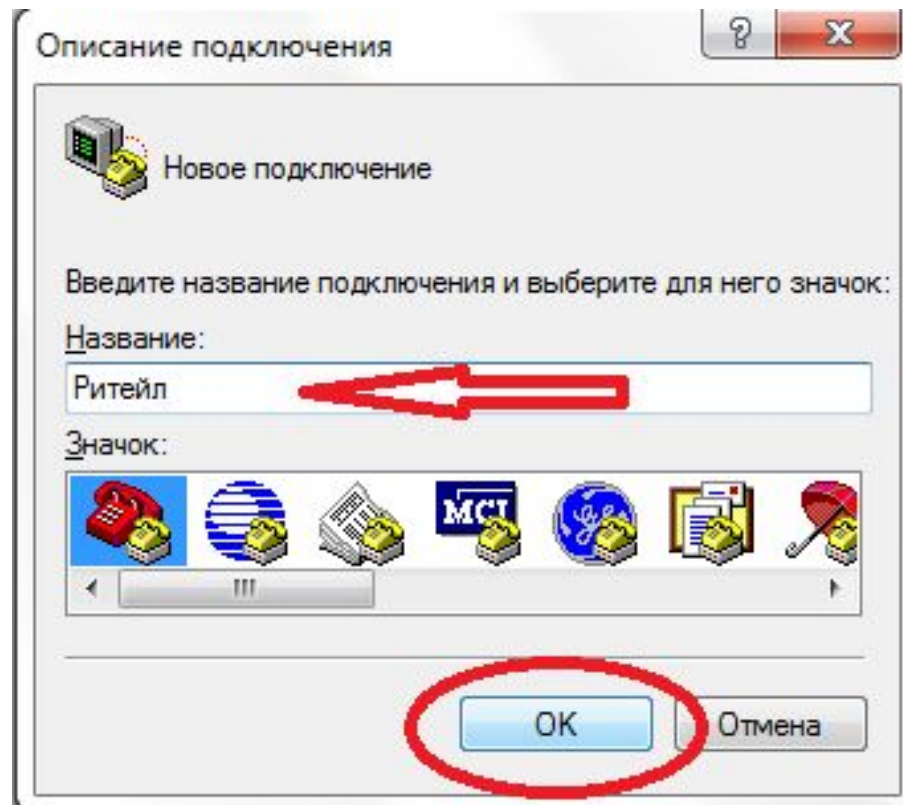 Описание подключения
Новое подключение
Введите название подключения и выберите для него значок:
Название:
Ритейл
Значок:
MCI
OK
Отмена